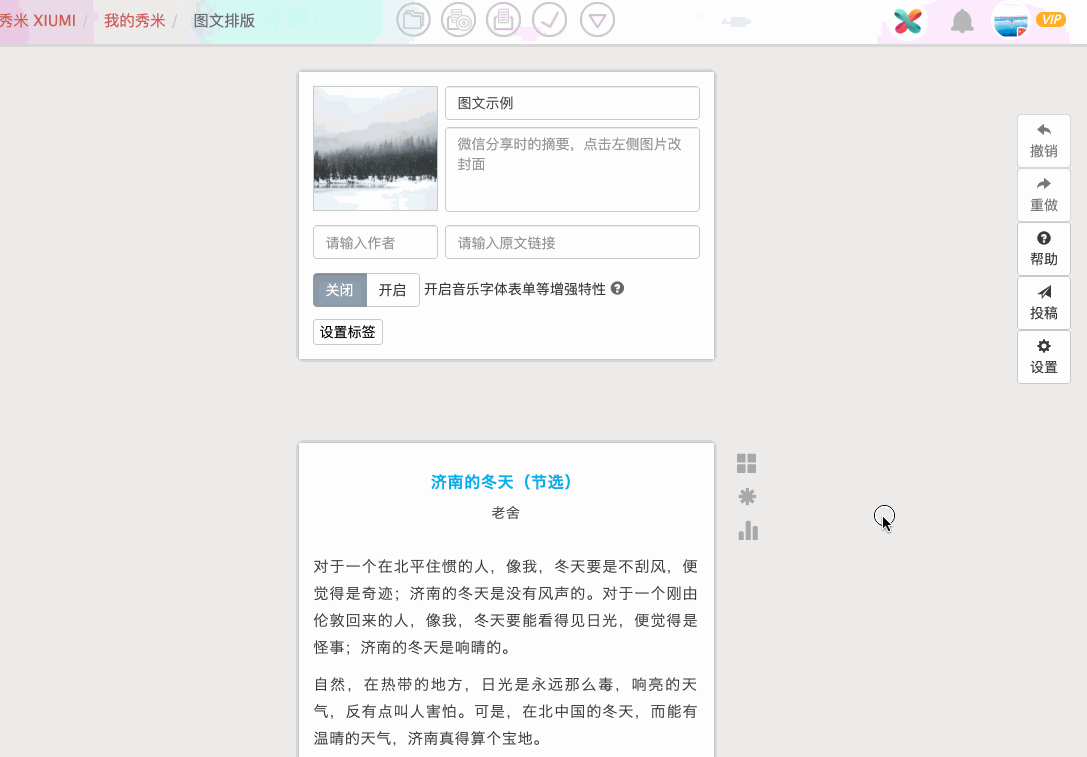 秀米 XIUMI / 我的秀米 / 图文排版
VIP
图文示例
微信分享时的摘要，点击左侧图片改
封面
请输入作者
请输入原文链接
关闭 开启 开启音乐字体表单等增强特性
设置标签
撤销
重做
帮助
投稿
设置
济南的冬天（节选）
老舍
对于一个在北平住惯的人，像我，冬天要是不刮风，便
觉得是奇迹；济南的冬天是没有风声的。对于一个刚由
伦敦回来的人，像我，冬天要能看得见日光，便觉得是
怪事；济南的冬天是响晴的。
自然，在热带的地方，日光是永远那么毒，响亮的天
气，反有点叫人害怕。可是，在北中国的冬天，而能有
温晴的天气，济南真得算个宝地。